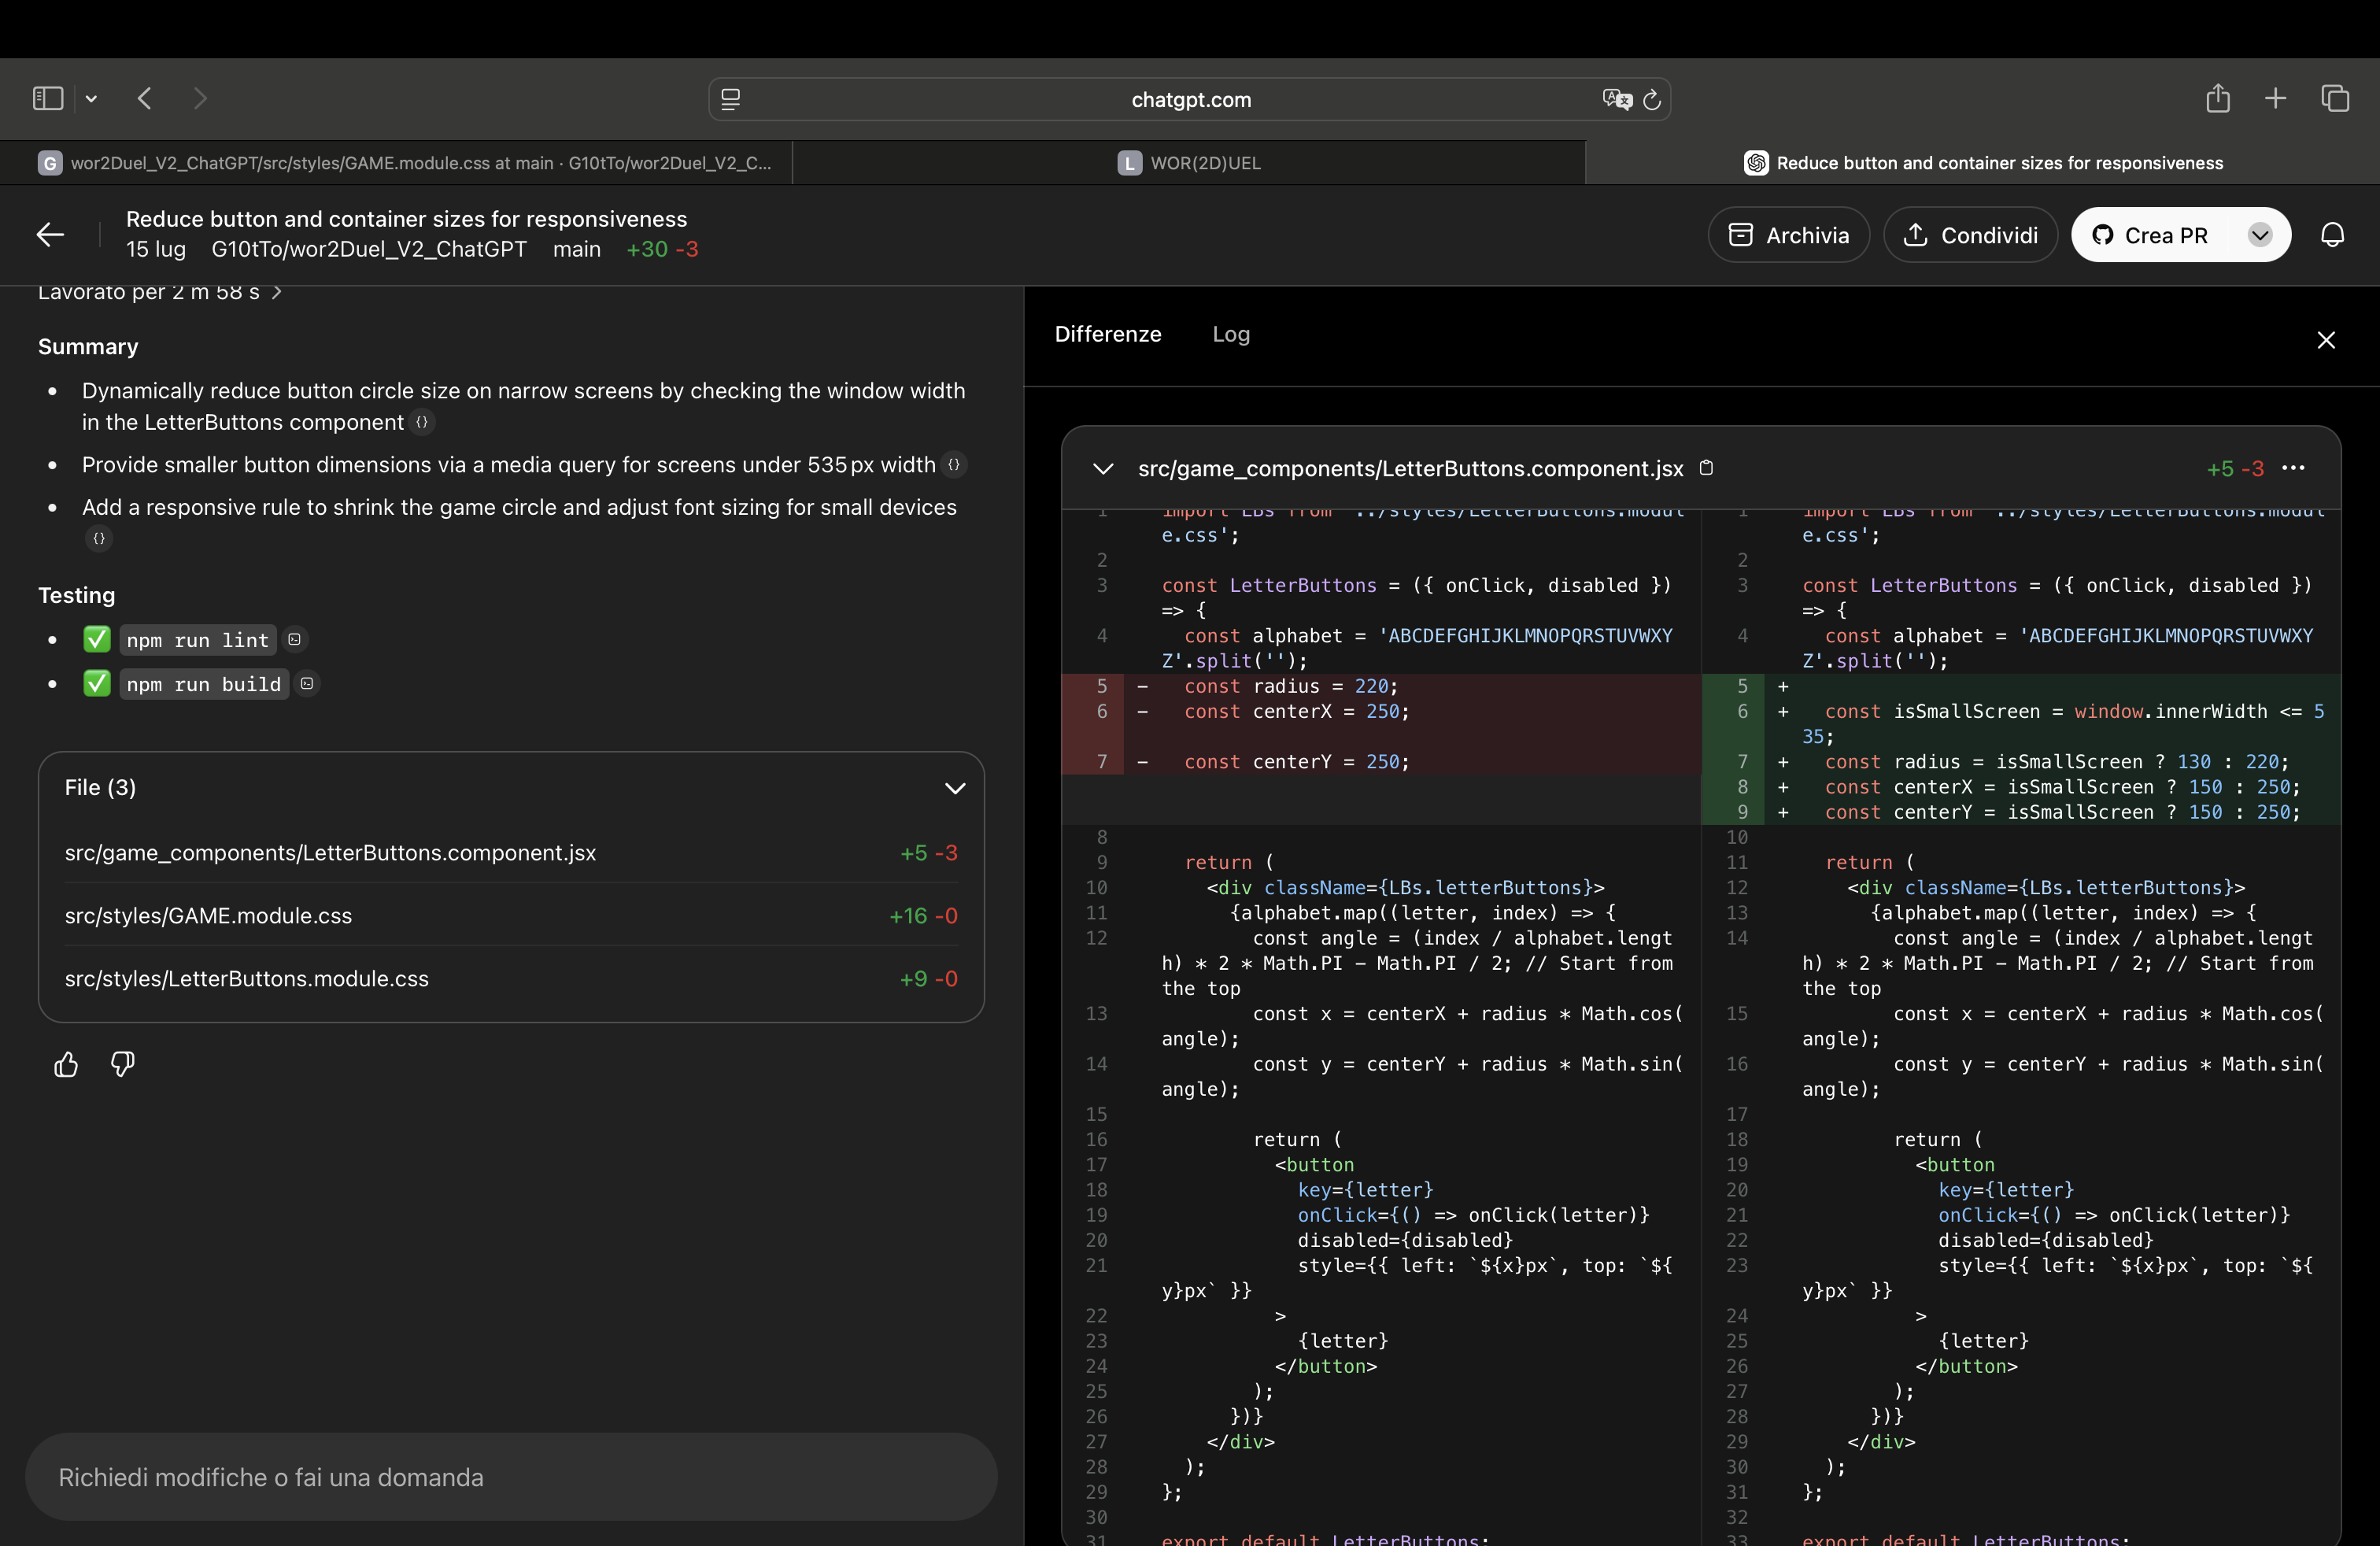 chatgpt.com
G wor2Duel_V2_ChatGPT/src/styles/GAME.module.css at main · G10tTo/wor2Duel_V2_C...
L WOR(2D)UEL
Reduce button and container sizes for responsiveness
Reduce button and container sizes for responsiveness
15 lug G10tTo/wor2Duel_V2_ChatGPT main +30 -3
Archivia
Condividi
Crea PR
Lavorato per 2 m 58 s >
Summary
• Dynamically reduce button circle size on narrow screens by checking the window width
in the LetterButtons component {}
• Provide smaller button dimensions via a media query for screens under 535 px width {}
• Add a responsive rule to shrink the game circle and adjust font sizing for small devices
{}
Testing
• ✅ npm run lint
• ✅ npm run build
File (3)
src/game_components/LetterButtons.component.jsx +5 -3
src/styles/GAME.module.css +16 -0
src/styles/LetterButtons.module.css +9 -0
Richiedi modifiche o fai una domanda
Differenze Log
src/game_components/LetterButtons.component.jsx +5 -3 ...
1 import LBs from '../styles/LetterButtons.modul
e.css';
2
3 const LetterButtons = ({ onClick, disabled })
=> {
4 const alphabet = 'ABCDEFGHIJKLMNOPQRSTUVWXY
Z'.split('');
5 - const radius = 220;
6 - const centerX = 250;
7 - const centerY = 250;
8
9 return (
10 <div className={LBs.letterButtons}>
11 {alphabet.map((letter, index) => {
12 const angle = (index / alphabet.lengt
h) * 2 * Math.PI - Math.PI / 2; // Start from
the top
13 const x = centerX + radius * Math.cos(
angle);
14 const y = centerY + radius * Math.sin(
angle);
15
16 return (
17 <button
18 key={letter}
19 onClick={() => onClick(letter)}
20 disabled={disabled}
21 style={{ left: `${x}px`, top: `${
y}px` }}
22 >
23 {letter}
24 </button>
25 );
26 })}
27 </div>
28 );
29 };
30
31 export default LetterButtons;
1 import LBs from '../styles/LetterButtons.modul
e.css';
2
3 const LetterButtons = ({ onClick, disabled })
=> {
4 const alphabet = 'ABCDEFGHIJKLMNOPQRSTUVWXY
Z'.split('');
5 +
6 + const isSmallScreen = window.innerWidth <= 5
35;
7 + const radius = isSmallScreen ? 130 : 220;
8 + const centerX = isSmallScreen ? 150 : 250;
9 + const centerY = isSmallScreen ? 150 : 250;
10
11 return (
12 <div className={LBs.letterButtons}>
13 {alphabet.map((letter, index) => {
14 const angle = (index / alphabet.lengt
h) * 2 * Math.PI - Math.PI / 2; // Start from
the top
15 const x = centerX + radius * Math.cos(
angle);
16 const y = centerY + radius * Math.sin(
angle);
17
18 return (
19 <button
20 key={letter}
21 onClick={() => onClick(letter)}
22 disabled={disabled}
23 style={{ left: `${x}px`, top: `${
y}px` }}
24 >
25 {letter}
26 </button>
27 );
28 })}
29 </div>
30 );
31 };
32
33 export default LetterButtons;